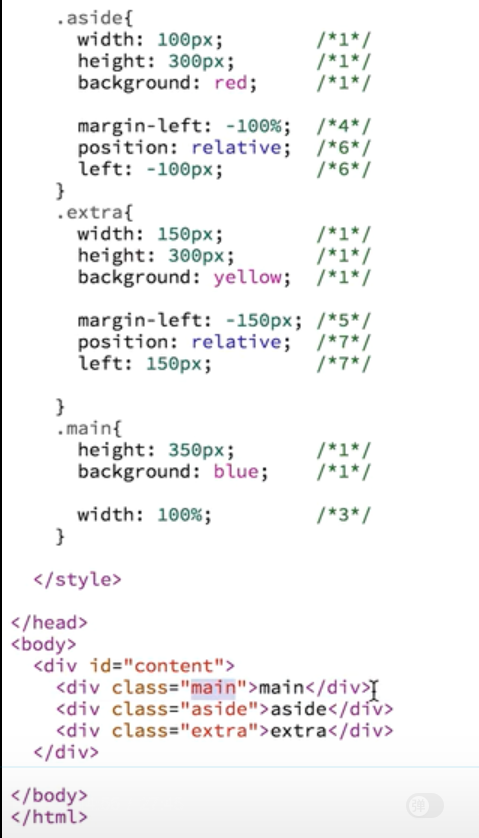 .aside{
width: 100px; /*1*/
height: 300px; /*1*/
background: red; /*1*/
margin-left: -100%; /*4*/
position: relative; /*6*/
left: -100px; /*6*/
}
.extra{
width: 150px; /*1*/
height: 300px; /*1*/
background: yellow; /*1*/
margin-left: -150px; /*5*/
position: relative; /*7*/
left: 150px; /*7*/
}
.main{
height: 350px; /*1*/
background: blue; /*1*/
width: 100%; /*3*/
}
</style>
</head>
<body>
<div id="content">
<div class="main">main</div>
<div class="aside">aside</div>
<div class="extra">extra</div>
</div>
</body>
</html>
弹